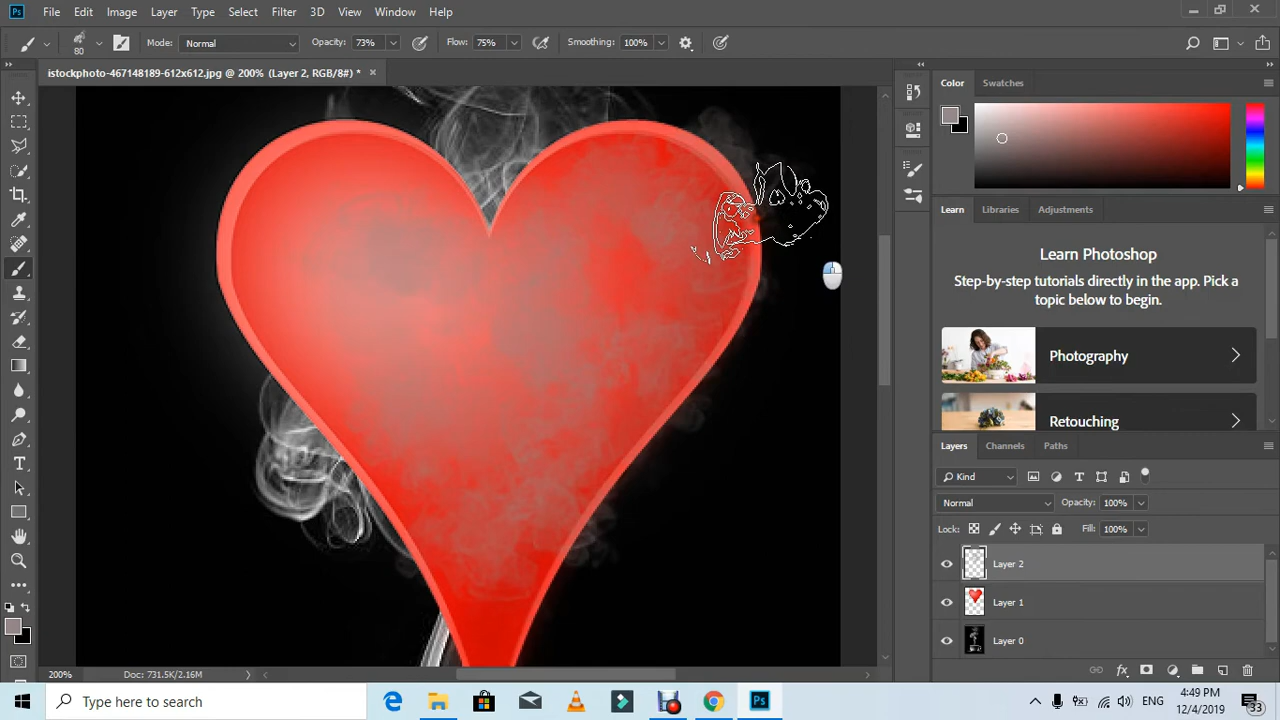 Ps File Edit Image Layer Type Select Filter 3D View Window Help
80 Mode: Normal Opacity: 73% Flow: 75% Smoothing: 100%
istockphoto-467148189-612x612.jpg @ 200% (Layer 2, RGB/8#) *
Color Swatches
Learn Libraries Adjustments
Learn Photoshop
Step-by-step tutorials directly in the app. Pick a
topic below to begin.
Photography
Retouching
Layers Channels Paths
Kind
Normal Opacity: 100%
Lock: Fill: 100%
Layer 2
Layer 1
Layer 0
200% Doc: 731.5K/2.16M
Type here to search
Ps
ENG
4:49 PM
12/4/2019
33